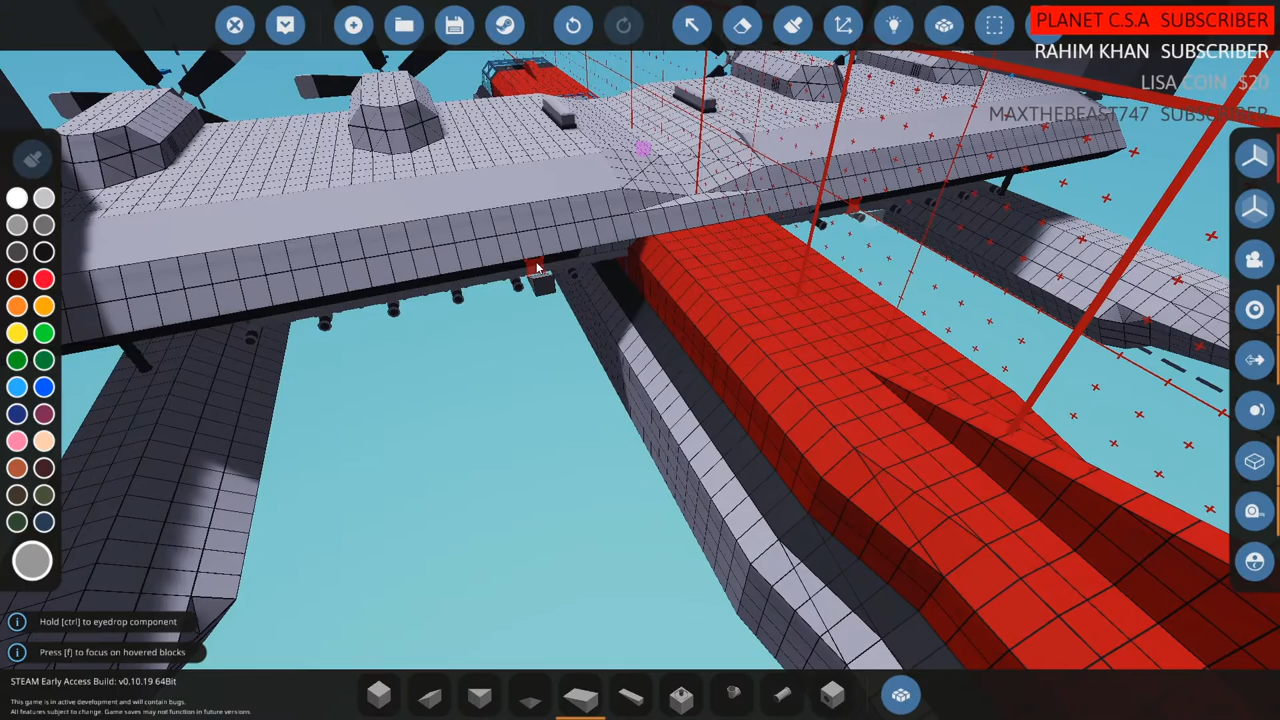 PLANET C.S.A SUBSCRIBER
RAHIM KHAN SUBSCRIBER
LISA COIN $20
MAXTHEBEAST747 SUBSCRIBER
Hold [ctrl] to eyedrop component
Press [f] to focus on hovered blocks
STEAM Early Access Build: v0.10.19 64Bit
This game is in active development and will contain bugs.
All features subject to change. Game saves may not function in future versions.